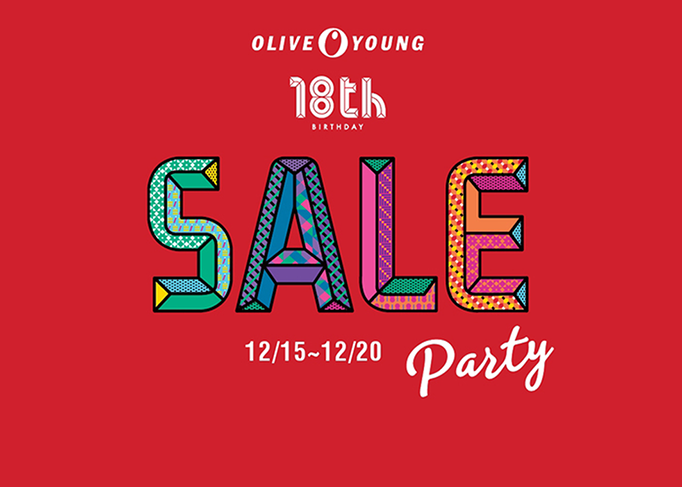 OLIVE O YOUNG
18th
BIRTHDAY
SALE
12/15~12/20
Party